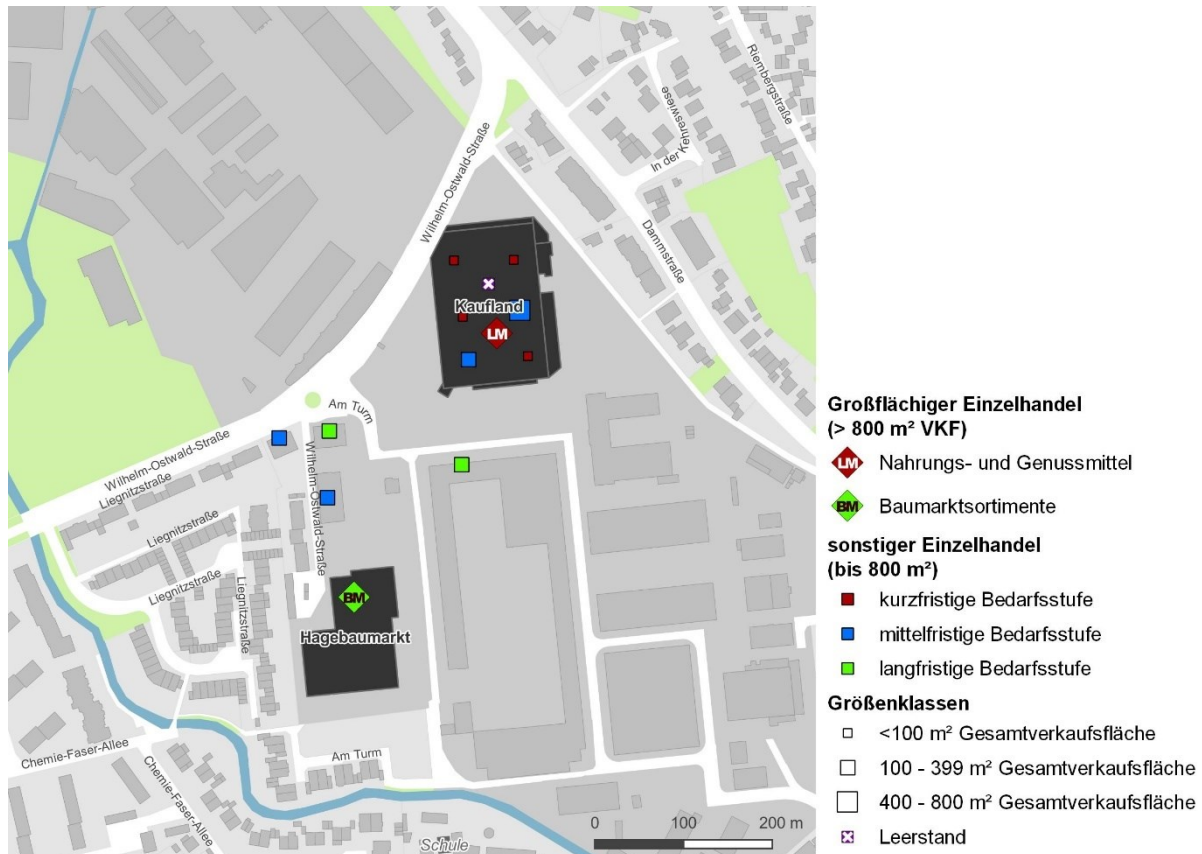 Riembergstraße
In der Kehreswiese
Wilhelm-Ostwald-Straße
Dammstraße
Kaufland
LM
Am Turm
Wilhelm-Ostwald-Straße
Liegnitzstraße
Wilhelm-Ostwald-Straße
Liegnitzstraße
Liegnitzstraße
Liegnitzstraße
BM
Hagebaumarkt
Am Turm
Chemie-Faser-Allee
Chemie-Faser-Allee
Schule
0 100 200 m
Großflächiger Einzelhandel
(> 800 m² VKF)
LM Nahrungs- und Genussmittel
BM Baumarktsortimente
sonstiger Einzelhandel
(bis 800 m²)
kurzfristige Bedarfsstufe
mittelfristige Bedarfsstufe
langfristige Bedarfsstufe
Größenklassen
<100 m² Gesamtverkaufsfläche
100 - 399 m² Gesamtverkaufsfläche
400 - 800 m² Gesamtverkaufsfläche
Leerstand